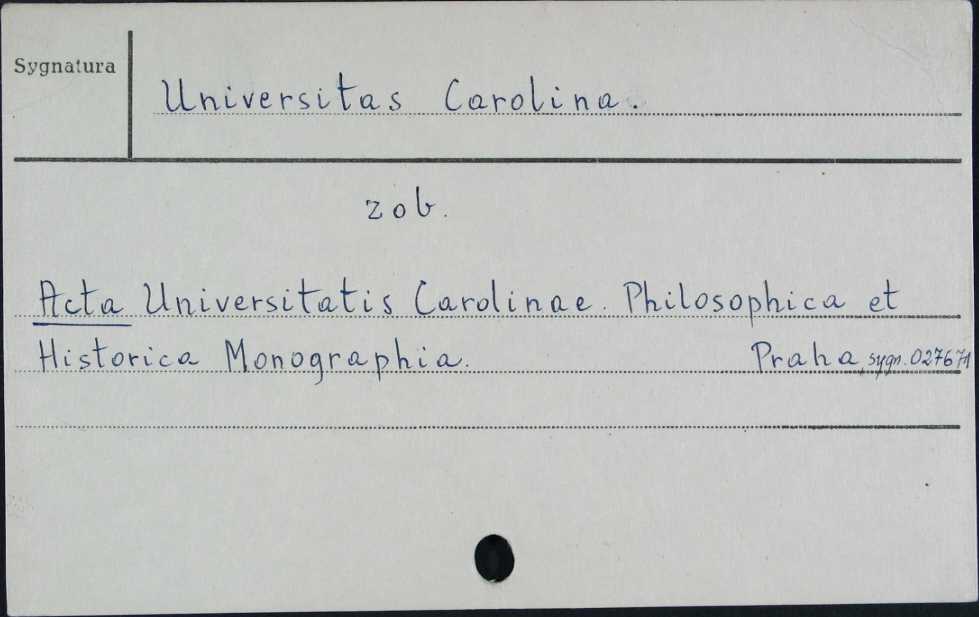 Sygnatura
Universitas Carolina.
zob.
Acta Universitatis Carolinae. Philosophica et
Historica Monographia. Praha, sygn. 027671